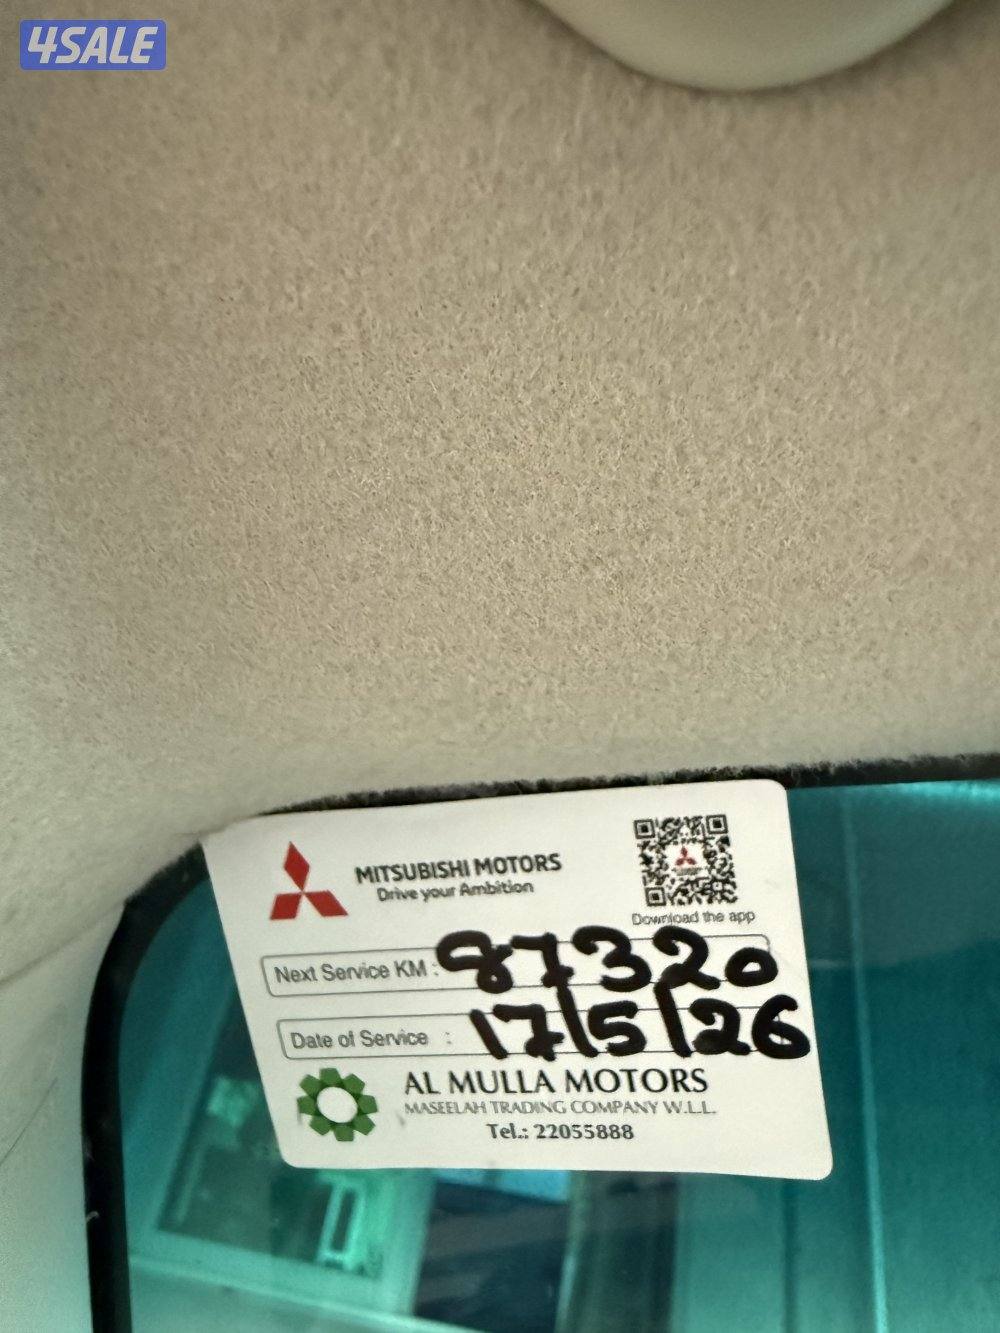 4SALE
MITSUBISHI MOTORS
Drive your Ambition
Download the app
Next Service KM : 87320
Date of Service : 17/5/26
AL MULLA MOTORS
MASEELAH TRADING COMPANY W.L.L.
Tel.: 22055888